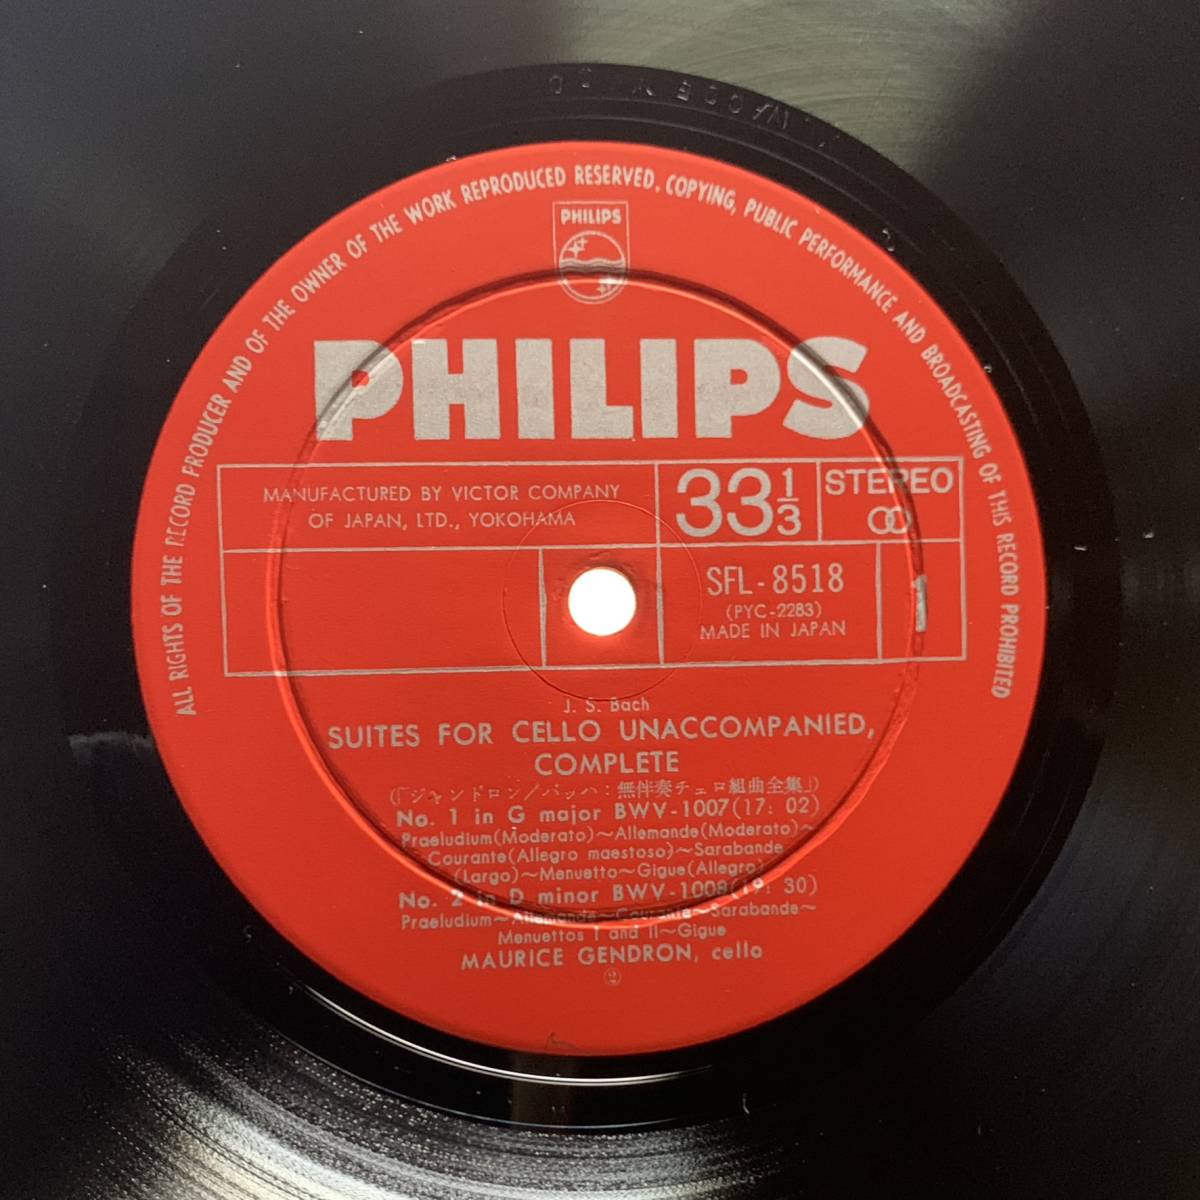 ALL RIGHTS OF THE RECORD PRODUCER AND OF THE OWNER OF THE WORK REPRODUCED RESERVED. COPYING, PUBLIC PERFORMANCE AND BROADCASTING OF THIS RECORD PROHIBITED
PHILIPS
PHILIPS
MANUFACTURED BY VICTOR COMPANY
OF JAPAN, LTD., YOKOHAMA
33 1/3
STEREO
SFL-8518
(PYC-2283)
MADE IN JAPAN
1
J. S. Bach
SUITES FOR CELLO UNACCOMPANIED,
COMPLETE
(「ジャンドロン/バッハ:無伴奏チェロ組曲全集」)
No. 1 in G major BWV-1007(17: 02)
Praeludium(Moderato)~Allemande(Moderato)~
Courante(Allegro maestoso)~Sarabande
(Largo)~Menuetto~Gigue(Allegro)
No. 2 in D minor BWV-1008(19: 30)
Praeludium~Allemande~Courante~Sarabande~
Menuettos I and II~Gigue
MAURICE GENDRON, cello
②